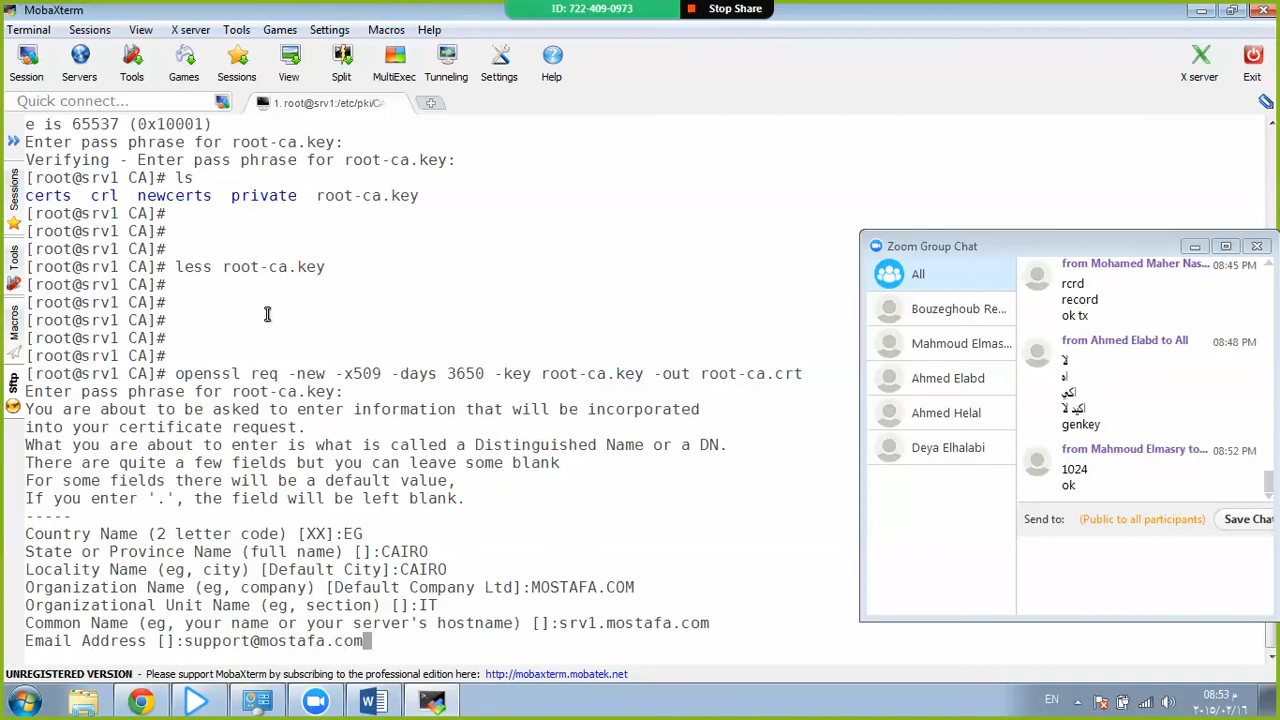 MobaXterm
ID: 722-409-0973
Stop Share
Terminal Sessions View X server Tools Games Settings Macros Help
Session Servers Tools Games Sessions View Split MultiExec Tunneling Settings Help X server Exit
Quick connect...
1. root@srv1:/etc/pki/CA
Sessions
Tools
Macros
Sftp
e is 65537 (0x10001)
Enter pass phrase for root-ca.key:
Verifying - Enter pass phrase for root-ca.key:
[root@srv1 CA]# ls
certs crl newcerts private root-ca.key
[root@srv1 CA]#
[root@srv1 CA]#
[root@srv1 CA]#
[root@srv1 CA]# less root-ca.key
[root@srv1 CA]#
[root@srv1 CA]#
[root@srv1 CA]#
[root@srv1 CA]#
[root@srv1 CA]#
[root@srv1 CA]# openssl req -new -x509 -days 3650 -key root-ca.key -out root-ca.crt
Enter pass phrase for root-ca.key:
You are about to be asked to enter information that will be incorporated
into your certificate request.
What you are about to enter is what is called a Distinguished Name or a DN.
There are quite a few fields but you can leave some blank
For some fields there will be a default value,
If you enter '.', the field will be left blank.
-----
Country Name (2 letter code) [XX]:EG
State or Province Name (full name) []:CAIRO
Locality Name (eg, city) [Default City]:CAIRO
Organization Name (eg, company) [Default Company Ltd]:MOSTAFA.COM
Organizational Unit Name (eg, section) []:IT
Common Name (eg, your name or your server's hostname) []:srv1.mostafa.com
Email Address []:support@mostafa.com
Zoom Group Chat
All
Bouzeghoub Re...
Mahmoud Elmas...
Ahmed Elabd
Ahmed Helal
Deya Elhalabi
from Mohamed Maher Nas... 08:45 PM
rcrd
record
ok tx
from Ahmed Elabd to All 08:48 PM
لا
اه
اكي
اكيد لا
genkey
from Mahmoud Elmasry to... 08:52 PM
1024
ok
Send to: (Public to all participants) Save Chat
UNREGISTERED VERSION - Please support MobaXterm by subscribing to the professional edition here: http://mobaxterm.mobatek.net
EN
08:53 م
٢٠١٥/٠٢/١٦